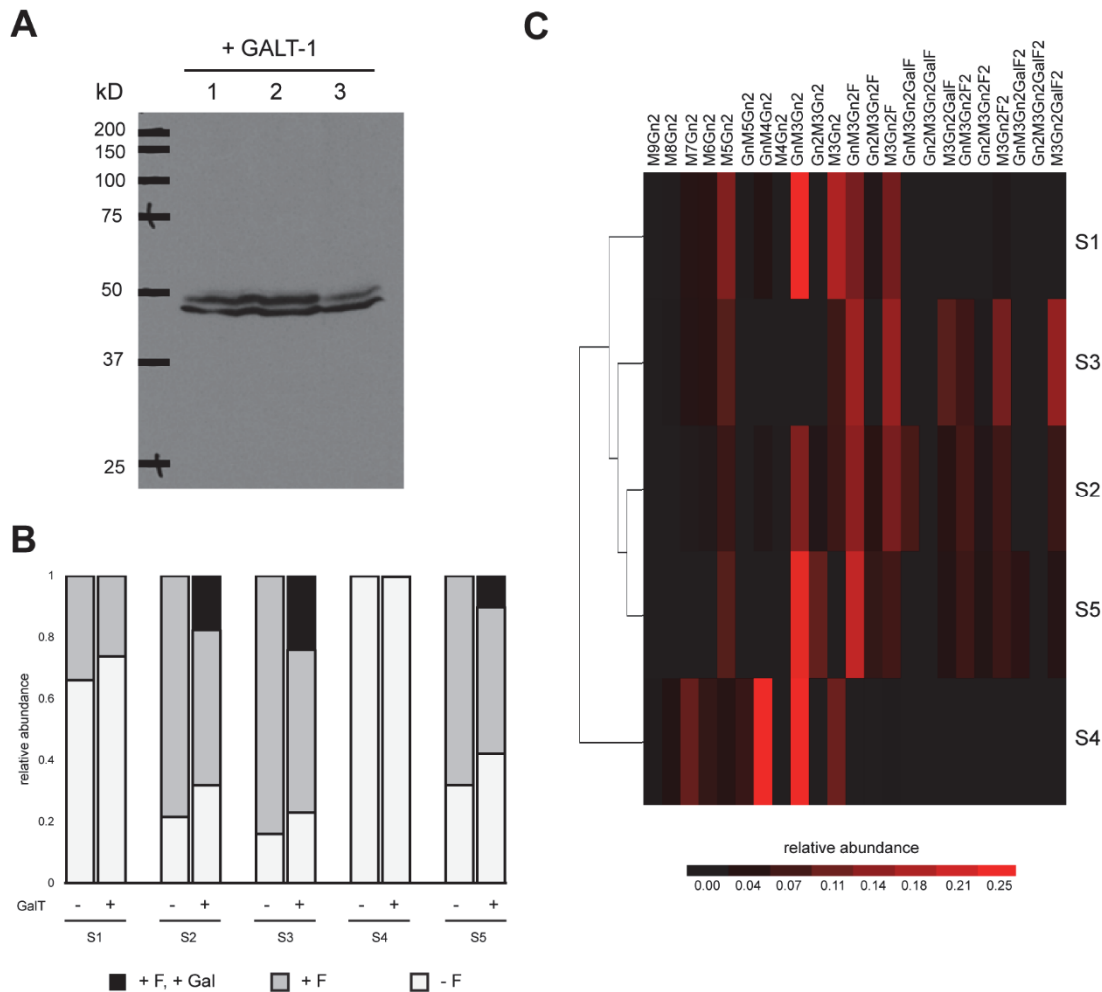 A
+ GALT-1
kD 1 2 3
200
150
100
75
50
37
25
B
1
0.8
0.6
0.4
0.2
0
relative abundance
GalT - + - + - + - + - +
S1 S2 S3 S4 S5
+ F, + Gal + F - F
C
M9Gn2
M8Gn2
M7Gn2
M6Gn2
M5Gn2
GnM5Gn2
GnM4Gn2
M4Gn2
GnM3Gn2
Gn2M3Gn2
M3Gn2
GnM3Gn2F
Gn2M3Gn2F
M3Gn2F
GnM3Gn2GalF
Gn2M3Gn2GalF
M3Gn2GalF
GnM3Gn2F2
Gn2M3Gn2F2
M3Gn2F2
GnM3Gn2GalF2
Gn2M3Gn2GalF2
M3Gn2GalF2
S1
S3
S2
S5
S4
relative abundance
0.00 0.04 0.07 0.11 0.14 0.18 0.21 0.25